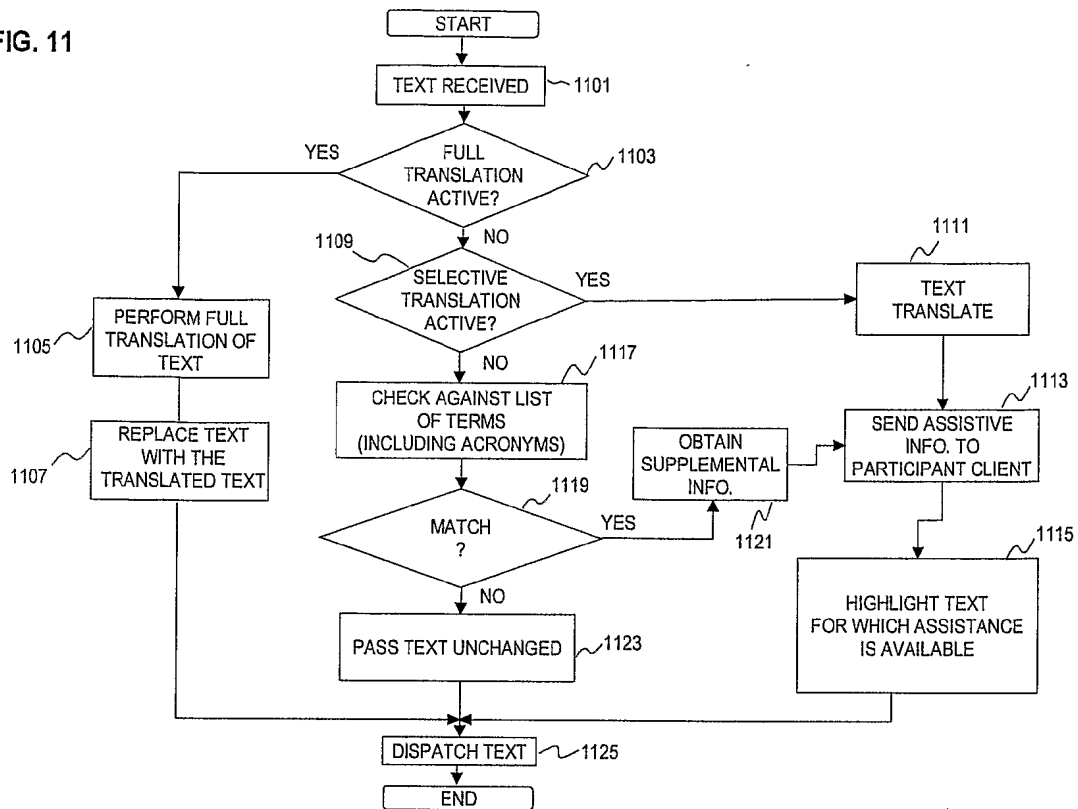 FIG. 11
START
TEXT RECEIVED
1101
FULL
TRANSLATION
ACTIVE?
1103
YES
NO
1109
SELECTIVE
TRANSLATION
ACTIVE?
YES
NO
1111
TEXT
TRANSLATE
1105
PERFORM FULL
TRANSLATION OF
TEXT
1107
REPLACE TEXT
WITH THE
TRANSLATED TEXT
1117
CHECK AGAINST LIST
OF TERMS
(INCLUDING ACRONYMS)
1113
SEND ASSISTIVE
INFO. TO
PARTICIPANT CLIENT
OBTAIN
SUPPLEMENTAL
INFO.
1121
1119
MATCH
?
YES
NO
1115
HIGHLIGHT TEXT
FOR WHICH ASSISTANCE
IS AVAILABLE
PASS TEXT UNCHANGED
1123
DISPATCH TEXT
1125
END